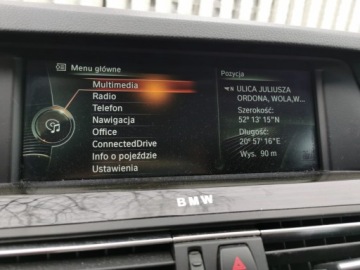 Menu główne
Multimedia
Radio
Telefon
Nawigacja
Office
ConnectedDrive
Info o pojeździe
Ustawienia
Pozycja
ULICA JULIUSZA
ORDONA, WOLA,W...
Szerokość:
52° 13' 15"N
Długość:
20° 57' 16"E
Wys. 90 m
BMW